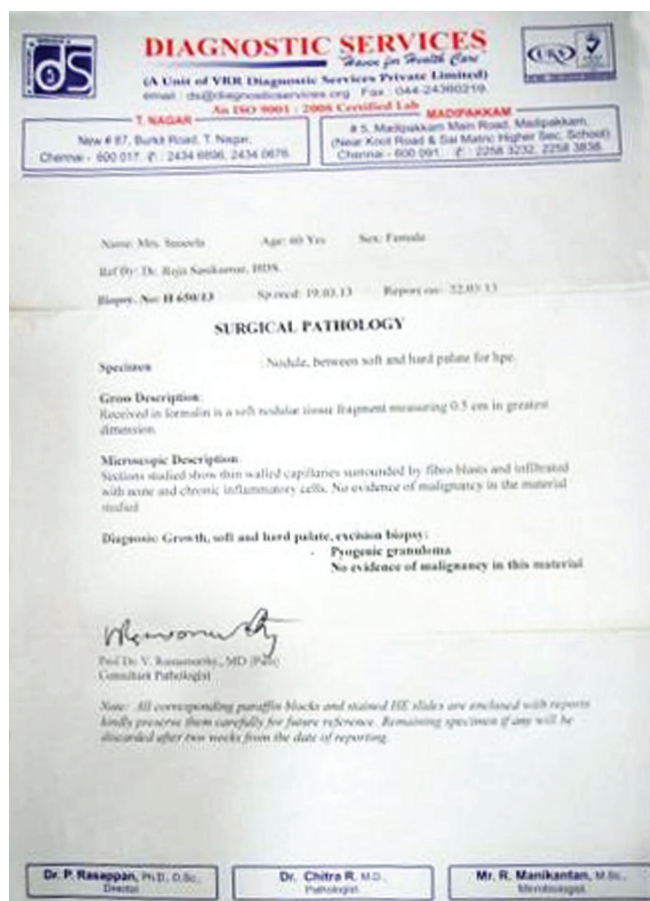 DIAGNOSTIC SERVICES
"Haven for Health Care"
(A Unit of VRR Diagnostic Services Private Limited)
email : ds@diagnosticservices.org Fax : 044-24360219.
An ISO 9001 : 2008 Certified Lab
dS
URS
T. NAGAR
New # 67, Burkit Road, T. Nagar,
Chennai - 600 017. : 2434 6696, 2434 0676.
MADIPAKKAM
# 5, Madipakkam Main Road, Madipakkam,
(Near Koot Road & Sai Matric Higher Sec. School)
Chennai - 600 091. : 2258 3232, 2258 3838.
Name: Mrs. Age: 60 Yrs Sex: Female
Ref By: Dr. Roja Sasikumar, BDS.
Biopsy. No: H 650/13 19.03.13 Report on: 22.03.13
SURGICAL PATHOLOGY
Specimen : Nodule, between soft and hard palate for hpe.
Gross Description:
Received in formalin is a soft nodular tissue fragment measuring 0.5 cm in greatest
dimension.
Microscopic Description:
Sections studied show thin walled capillaries surrounded by fibro blasts and infiltrated
with acute and chronic inflammatory cells. No evidence of malignancy in the material
studied
Diagnosis: Growth, soft and hard palate, excision biopsy:
- Pyogenic granuloma
No evidence of malignancy in this material
Prof Dr. V. MD (Path)
Consultant Pathologist
Note: All corresponding paraffin blocks and stained HE slides are enclosed with reports
kindly preserve them carefully for future reference. Remaining specimen if any will be
discarded after two weeks from the date of reporting.
Dr. P. Rasappan, Ph.D., D.Sc.,
Director
Dr. Chitra R. M.D.,
Pathologist
Mr. R. Manikantan, M.Sc.,
Microbiologist